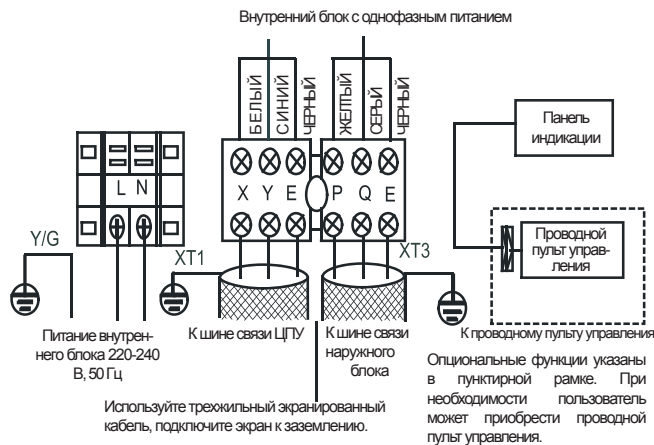 Внутренний блок с однофазным питанием
БЕЛЫЙ
СИНИЙ
ЧЕРНЫЙ
ЖЕЛТЫЙ
СЕРЫЙ
ЧЕРНЫЙ
Панель
индикации
L N
X Y E P Q E
Y/G
XT1
XT3
Проводной
пульт управ-
ления
Питание внутрен-
него блока 220-240
В, 50 Гц
К шине связи ЦПУ
К шине связи
наружного
блока
К проводному пульту управления
Опциональные функции указаны
в пунктирной рамке. При
необходимости пользователь
может приобрести проводной
пульт управления.
Используйте трехжильный экранированный
кабель, подключите экран к заземлению.